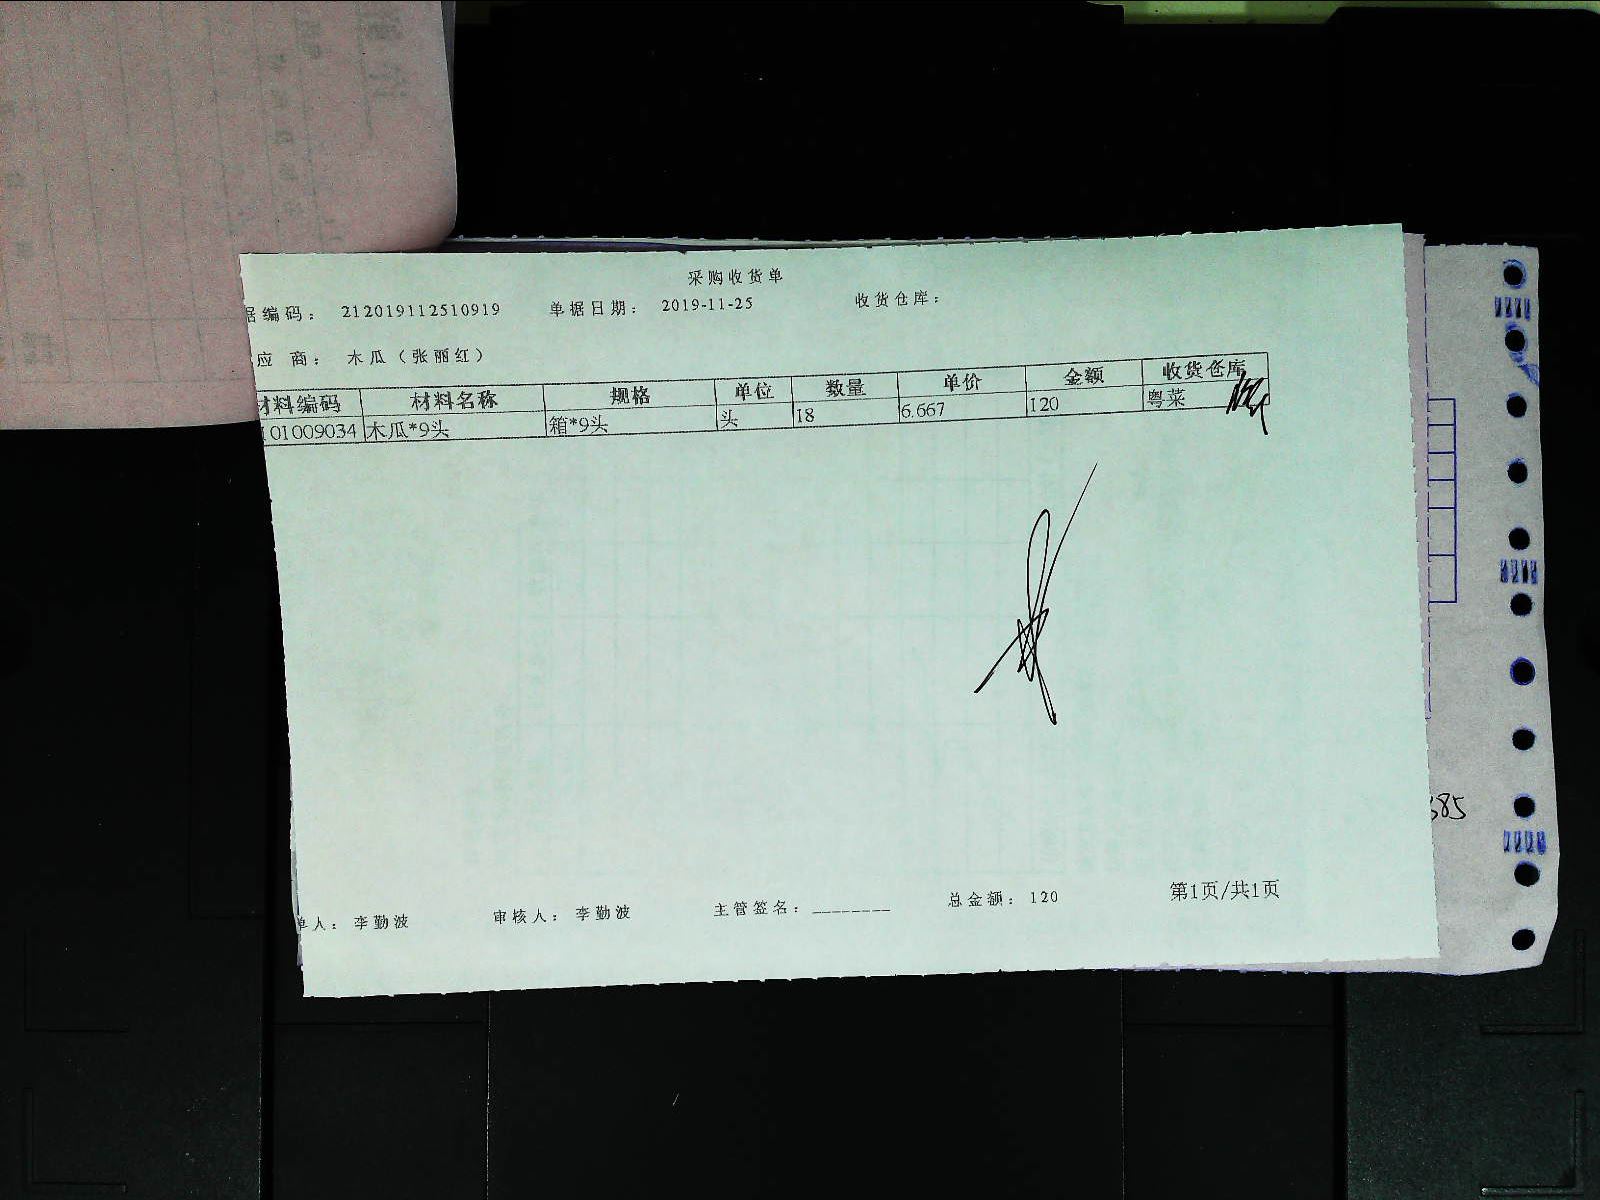 采购收货单
据编码： 212019112510919 单据日期： 2019-11-25 收货仓库：
应 商： 木瓜（张丽红）
材料编码 材料名称 规格 单位 数量 单价 金额 收货仓库
101009034 木瓜*9头 箱*9头 头 18 6.667 120 粤菜
单人： 李勤波 审核人： 李勤波 主管签名： ________ 总金额： 120 第1页/共1页
385